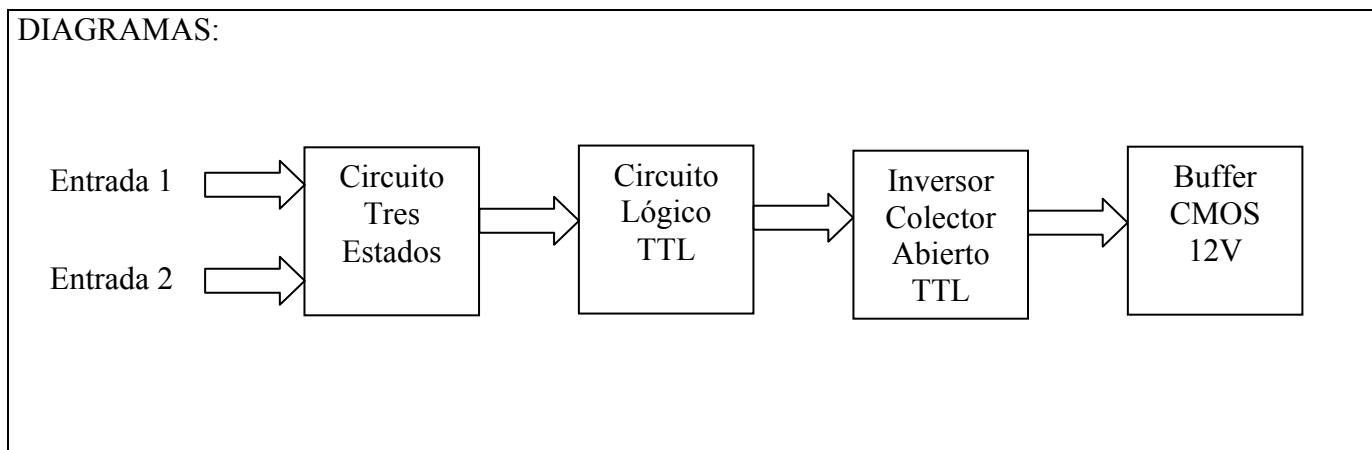 DIAGRAMAS:
Entrada 1
Entrada 2
Circuito
Tres
Estados
Circuito
Lógico
TTL
Inversor
Colector
Abierto
TTL
Buffer
CMOS
12V